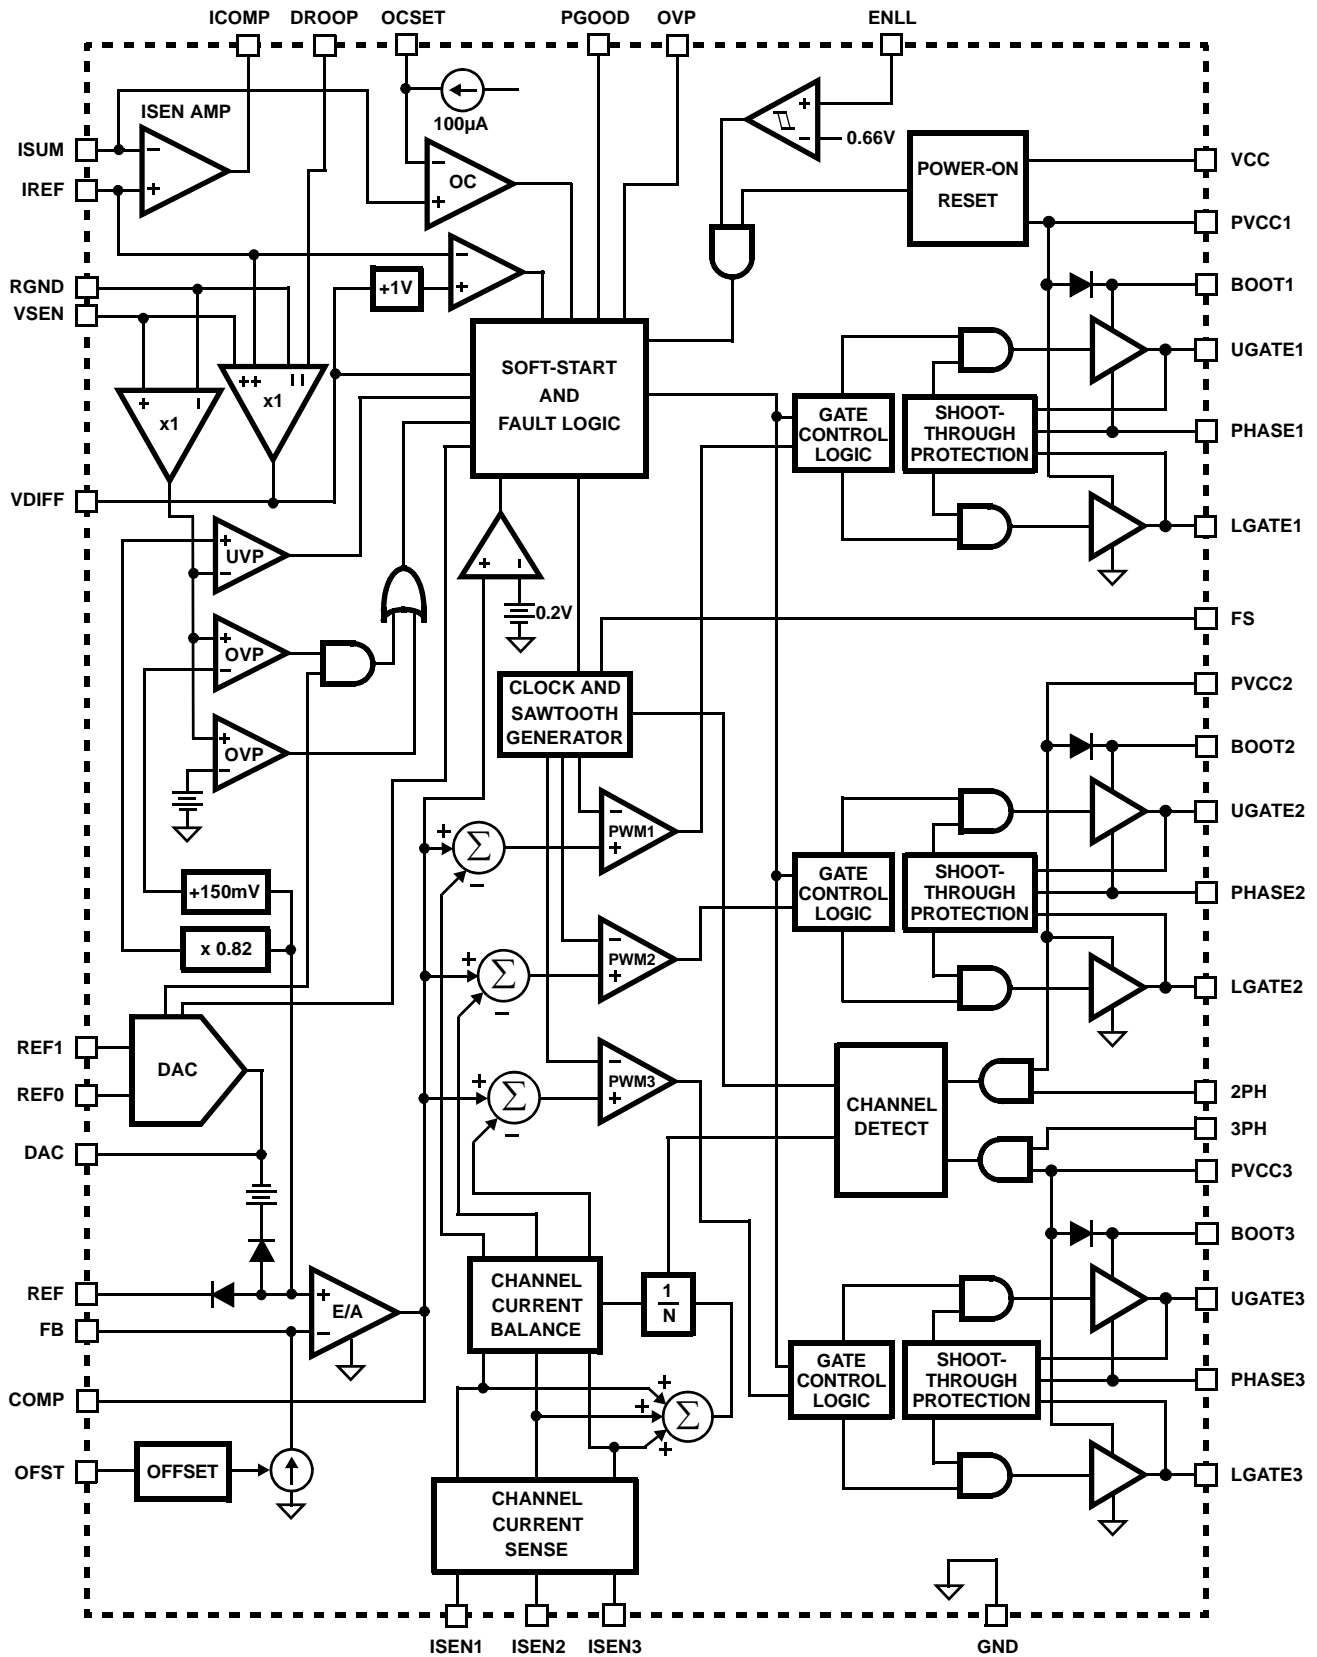 ICOMP DROOP OCSET PGOOD OVP ENLL
ISEN AMP
100µA
ISUM
IREF
RGND
VSEN
VDIFF
REF1
REF0
DAC
REF
FB
COMP
OFST
−
+
−
OC
+
−
+
+1V
+
−
0.66V
POWER-ON
RESET
+ −
x1
++ −−
x1
SOFT-START
AND
FAULT LOGIC
+
UVP
−
+
OVP
−
+
OVP
−
+ −
0.2V
CLOCK AND
SAWTOOTH
GENERATOR
+150mV
x 0.82
DAC
+
E/A
−
OFFSET
+
Σ
−
−
PWM1
+
+
Σ
−
−
PWM2
+
+
Σ
−
−
PWM3
+
CHANNEL
CURRENT
BALANCE
1
N
+
+
Σ
+
CHANNEL
CURRENT
SENSE
GATE
CONTROL
LOGIC
SHOOT-
THROUGH
PROTECTION
GATE
CONTROL
LOGIC
SHOOT-
THROUGH
PROTECTION
CHANNEL
DETECT
GATE
CONTROL
LOGIC
SHOOT-
THROUGH
PROTECTION
VCC
PVCC1
BOOT1
UGATE1
PHASE1
LGATE1
FS
PVCC2
BOOT2
UGATE2
PHASE2
LGATE2
2PH
3PH
PVCC3
BOOT3
UGATE3
PHASE3
LGATE3
ISEN1 ISEN2 ISEN3 GND